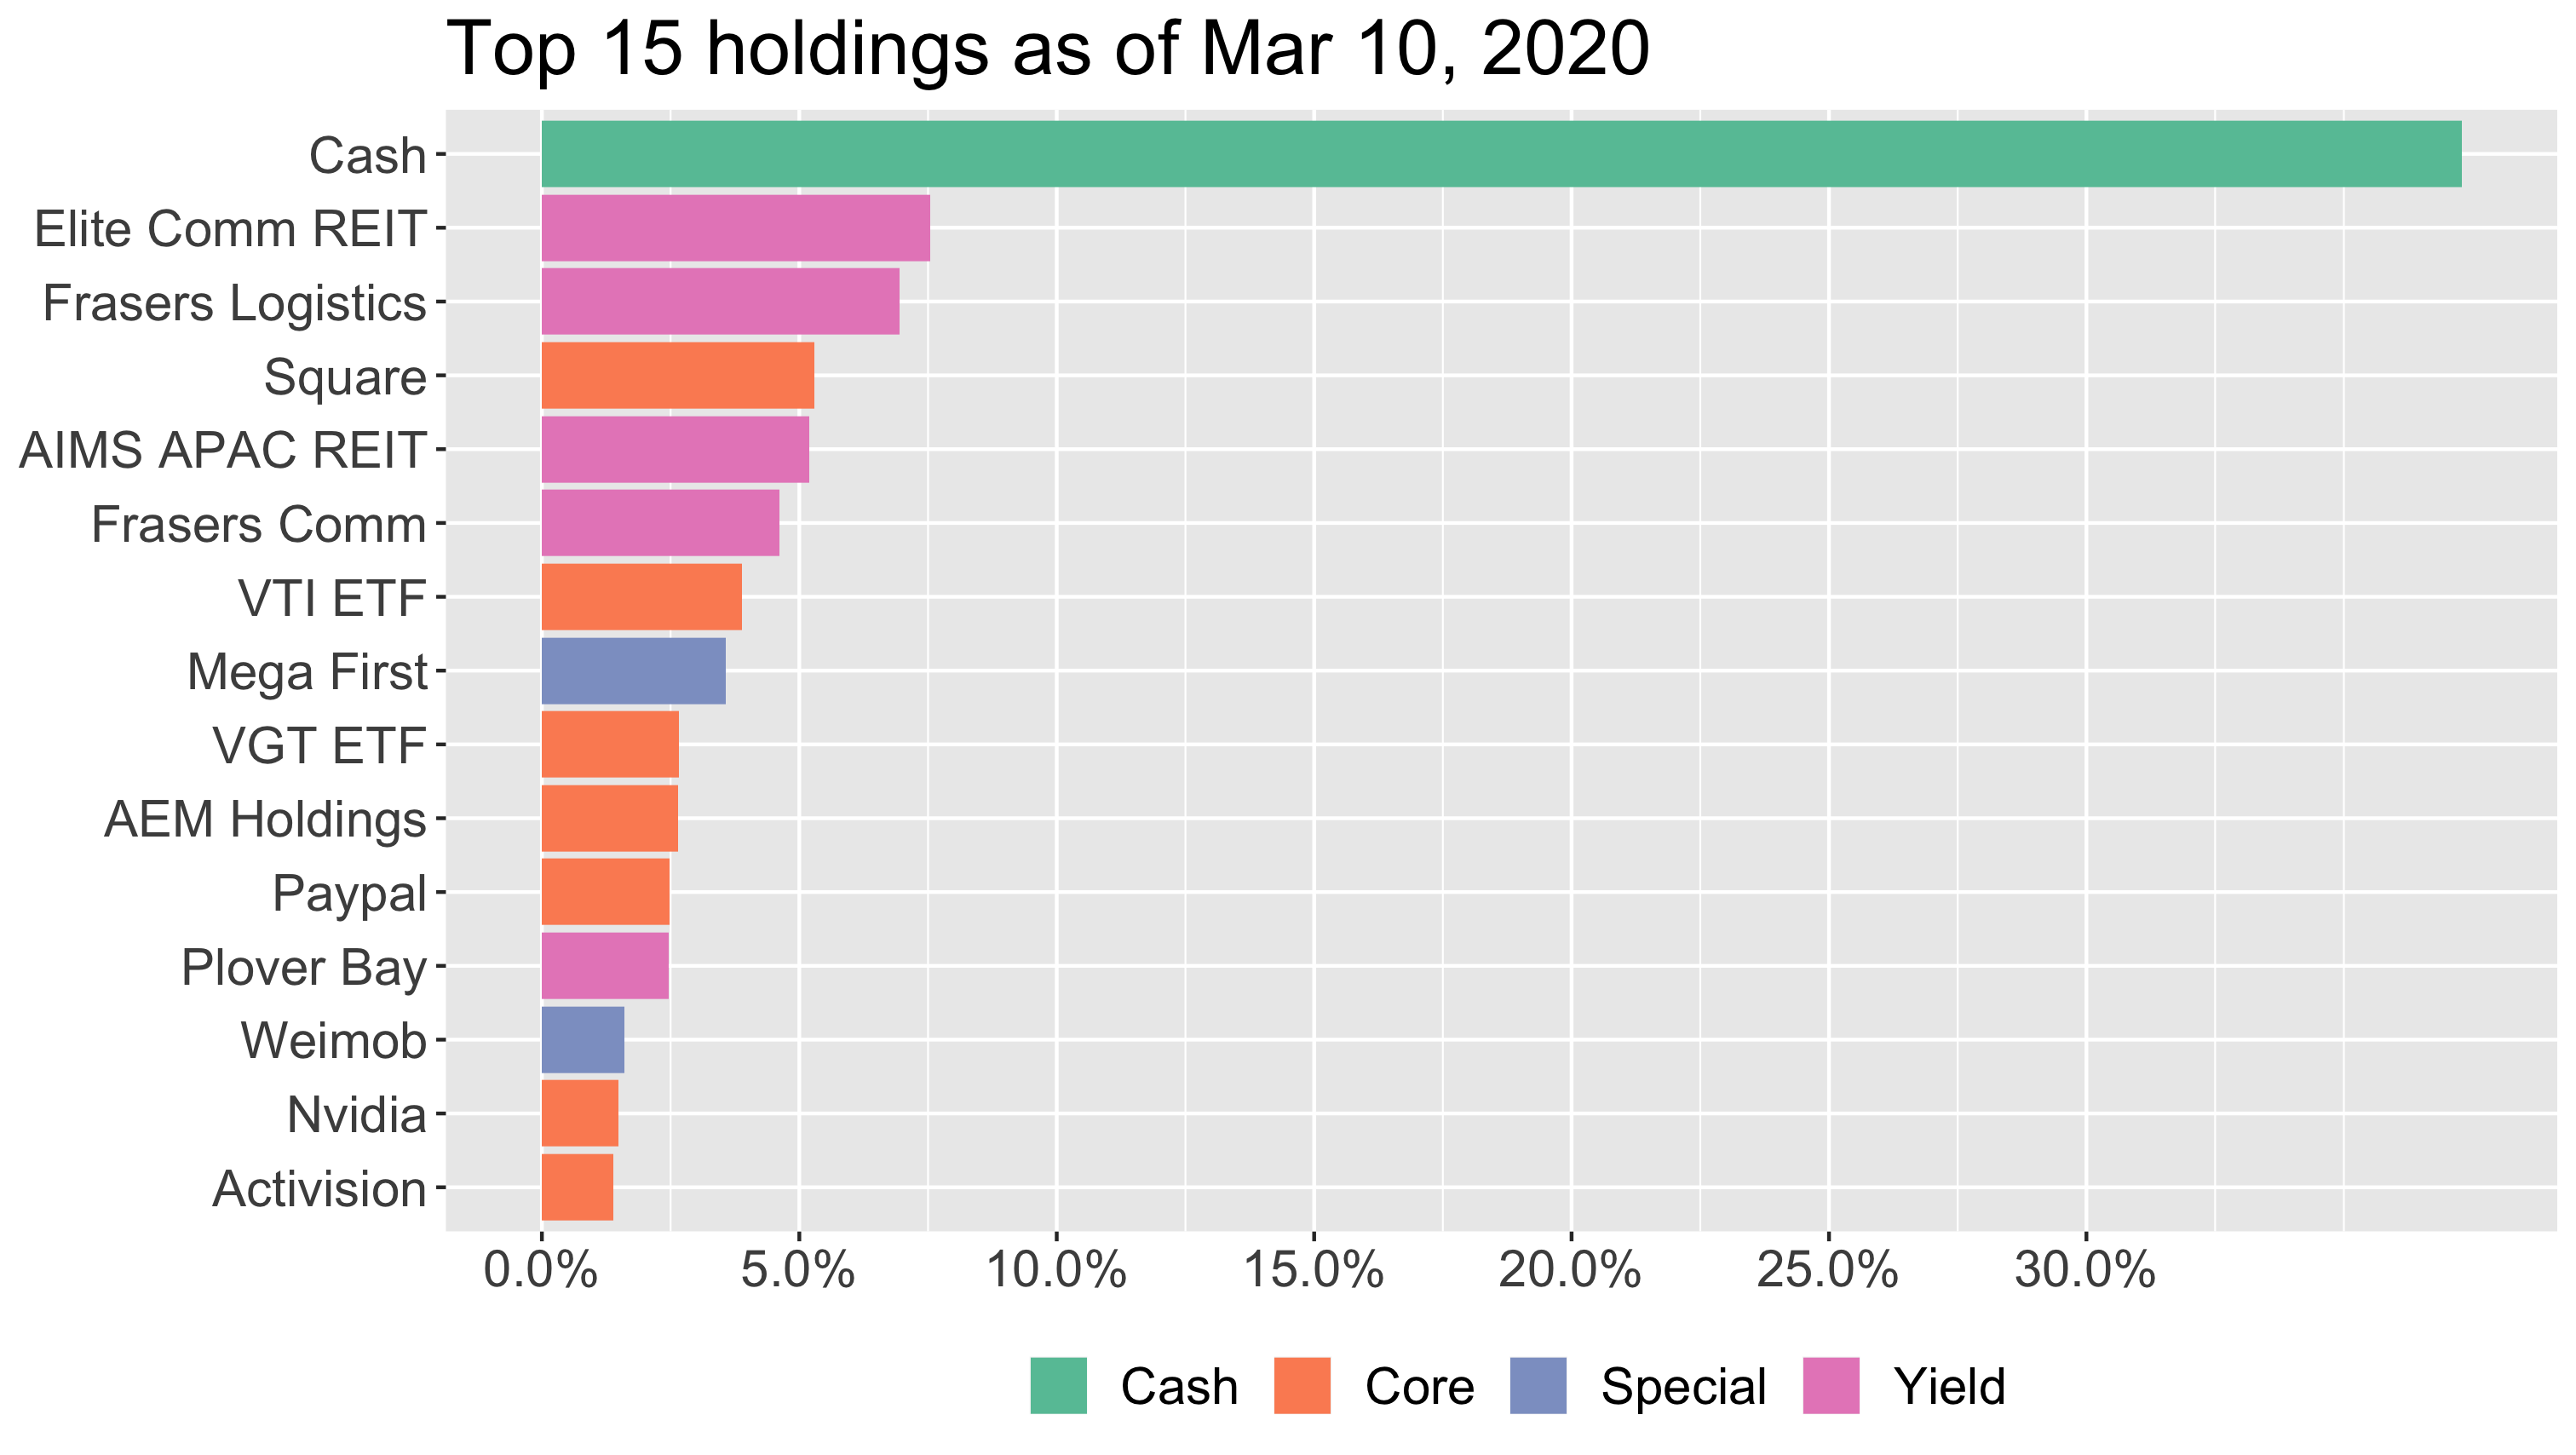 Top 15 holdings as of Mar 10, 2020
Cash
Elite Comm REIT
Frasers Logistics
Square
AIMS APAC REIT
Frasers Comm
VTI ETF
Mega First
VGT ETF
AEM Holdings
Paypal
Plover Bay
Weimob
Nvidia
Activision
0.0% 5.0% 10.0% 15.0% 20.0% 25.0% 30.0%
Cash Core Special Yield